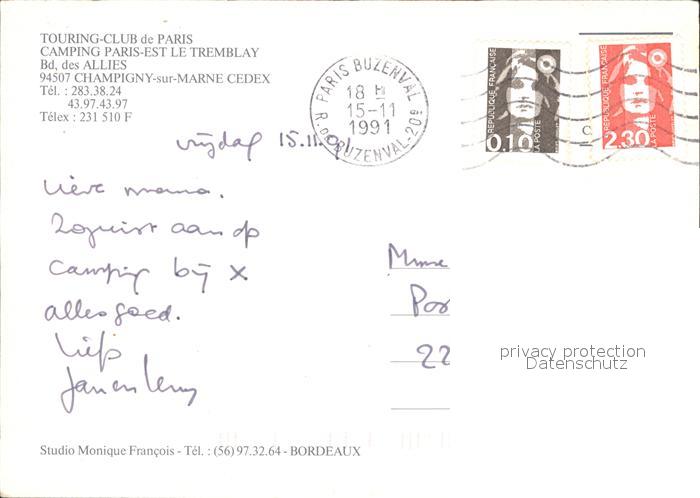 TOURING-CLUB de PARIS
CAMPING PARIS-EST LE TREMBLAY
Bd, des ALLIES
94507 CHAMPIGNY-sur-MARNE CEDEX
Tél. : 283.38.24
43.97.43.97
Télex : 231 510 F
PARIS BUZENVAL
18 H
15-11
1991
R.P. BUZENVAL-20e
REPUBLIQUE FRANÇAISE
0,10
LA POSTE
REPUBLIQUE FRANÇAISE
2,30
LA POSTE
vrijdag 15.11.91
Lieve mama.
Zojuist aan op
camping bij x
alles goed.
Liefs
Jan en
Mme
Pos
22
privacy protection
Datenschutz
Studio Monique François - Tél. : (56) 97.32.64 - BORDEAUX